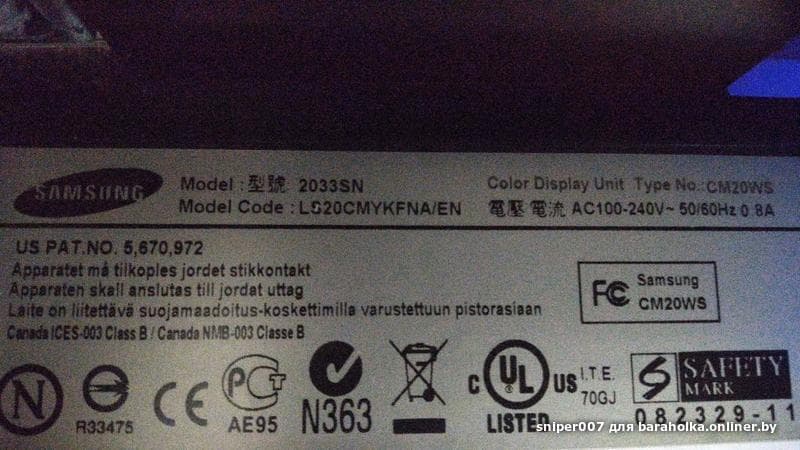 SAMSUNG
Model : 型號 2033SN
Model Code : LS20CMYKFNA/EN
Color Display Unit Type No.: CM20WS
電壓 電流 AC100-240V~ 50/60Hz 0.8A
US PAT.NO. 5,670,972
Apparatet må tilkoples jordet stikkontakt
Apparaten skall anslutas till jordat uttag
Laite on liitettävä suojamaadoitus-koskettimilla varustettuun pistorasiaan
Canada ICES-003 Class B / Canada NMB-003 Classe B
FC Samsung
CM20WS
N
R33475
CE
PCT
AE95
N363
C UL US
LISTED
I.T.E.
70GJ
S SAFETY
MARK
082329-11
sniper007 для baraholka.onliner.by